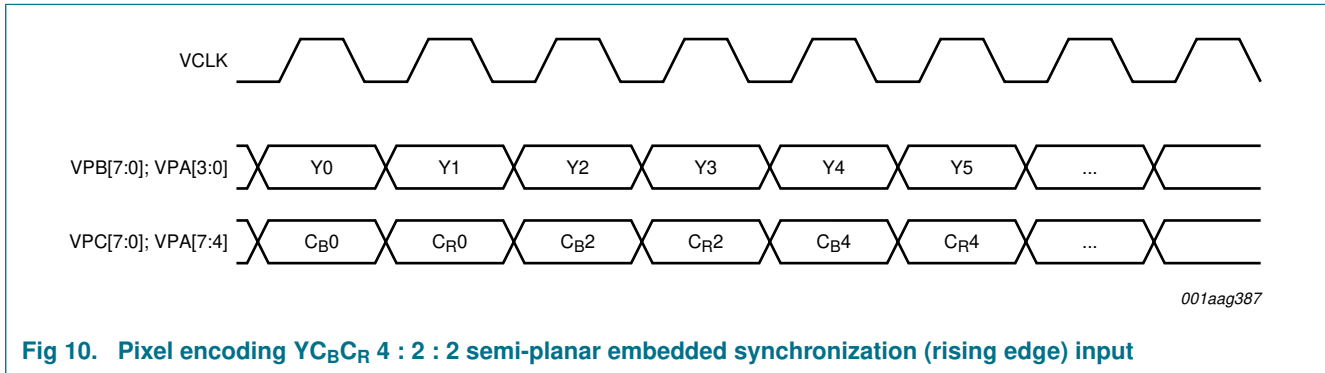 VCLK
VPB[7:0]; VPA[3:0] Y0 Y1 Y2 Y3 Y4 Y5 ...
VPC[7:0]; VPA[7:4] CB0 CR0 CB2 CR2 CB4 CR4 ...
001aag387
Fig 10. Pixel encoding YCBCR 4 : 2 : 2 semi-planar embedded synchronization (rising edge) input